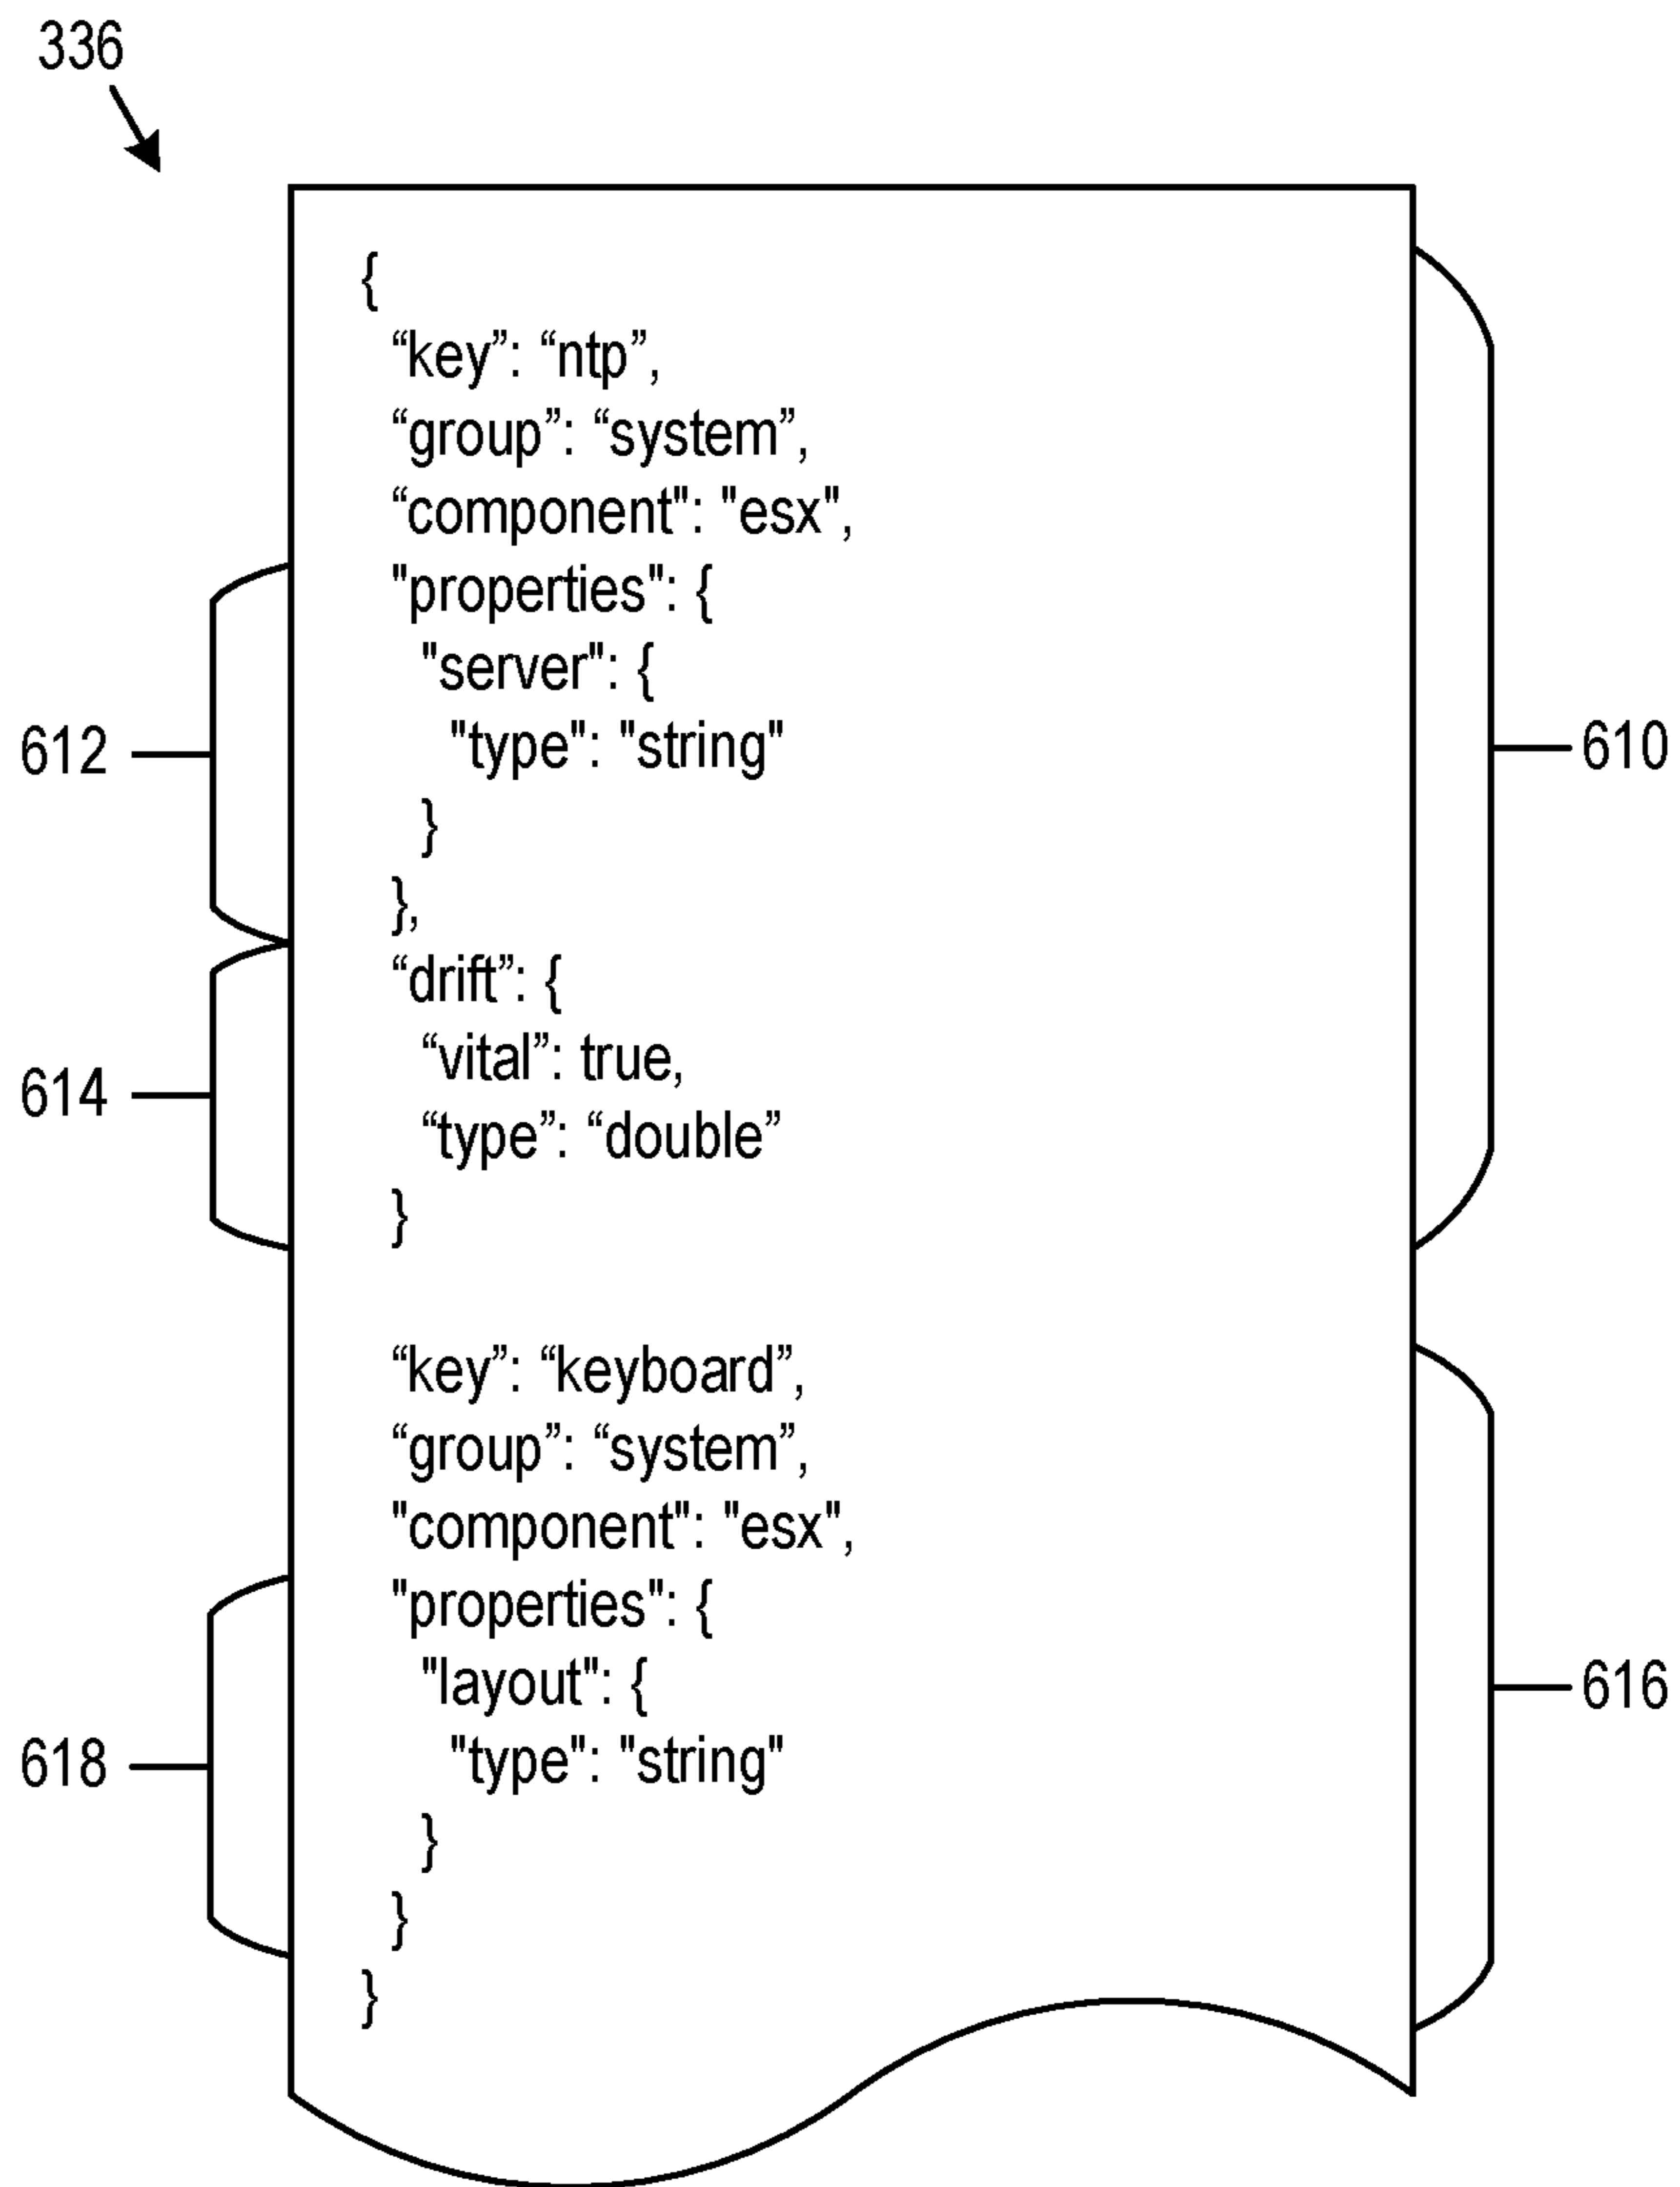 336
{
“key”: “ntp”,
“group”: “system”,
“component": "esx",
"properties": {
"server": {
612
"type": "string"
610
}
},
“drift”: {
“vital”: true,
614
“type”: “double”
}
“key”: “keyboard”,
“group”: “system”,
"component": "esx",
"properties": {
"layout": {
616
618
"type": "string"
}
}
}